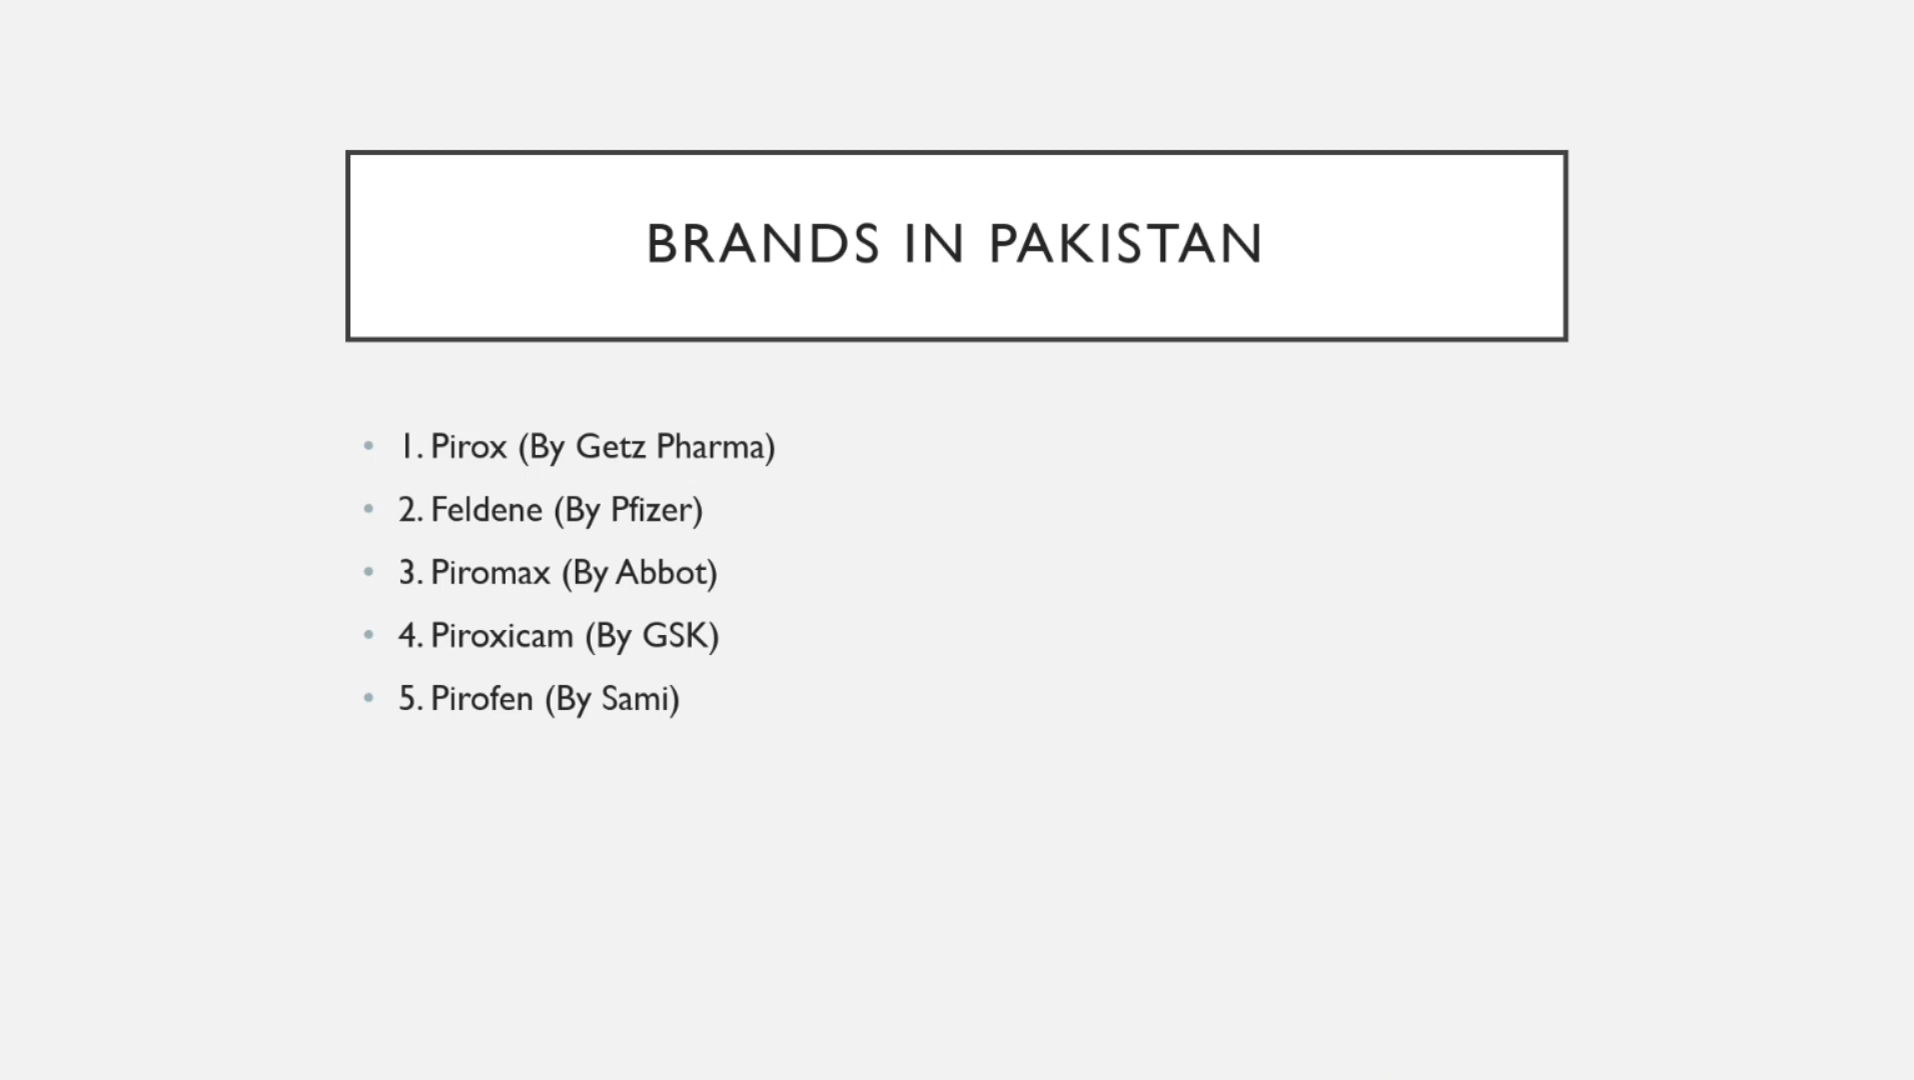 BRANDS IN PAKISTAN
• 1. Pirox (By Getz Pharma)
• 2. Feldene (By Pfizer)
• 3. Piromax (By Abbot)
• 4. Piroxicam (By GSK)
• 5. Pirofen (By Sami)